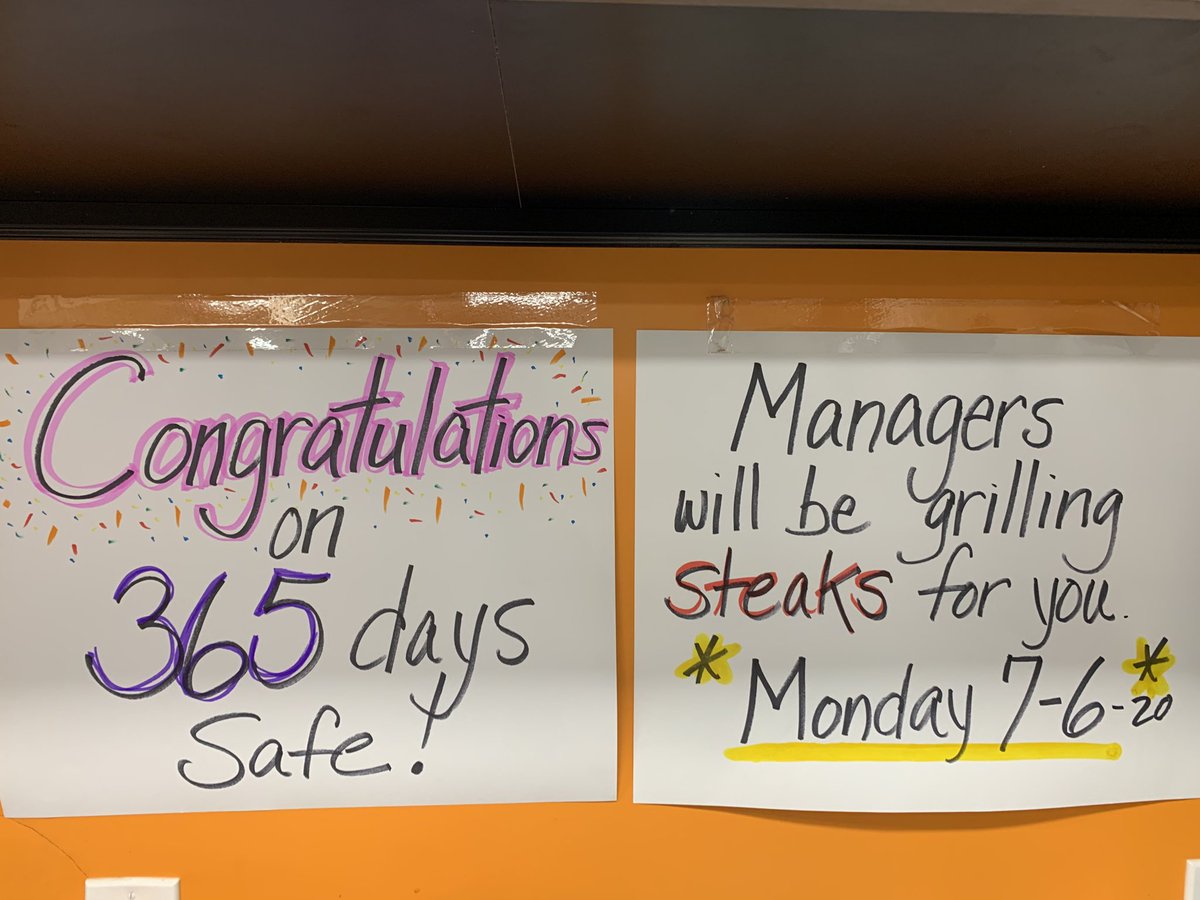 Congratulations
on
365 days
Safe!
Managers
will be grilling
steaks for you.
* Monday 7-6-20 *